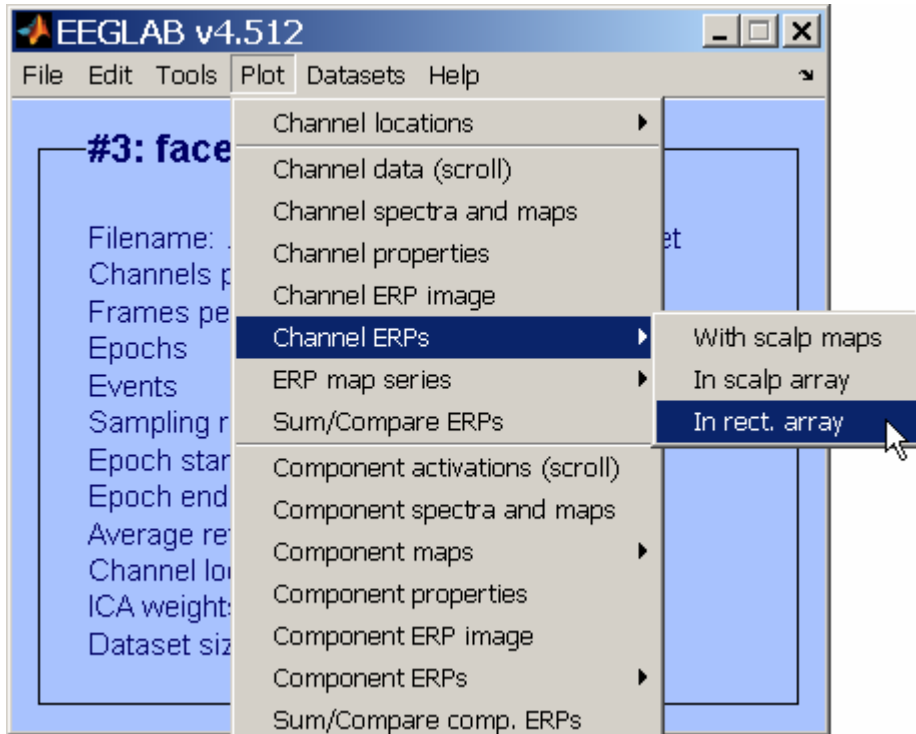 EEGLAB v4.512
File Edit Tools Plot Datasets Help
#3: face
Filename: . et
Channels p
Frames pe
Epochs
Events
Sampling r
Epoch star
Epoch end
Average re
Channel lo
ICA weight
Dataset siz
Channel locations
Channel data (scroll)
Channel spectra and maps
Channel properties
Channel ERP image
Channel ERPs
ERP map series
Sum/Compare ERPs
Component activations (scroll)
Component spectra and maps
Component maps
Component properties
Component ERP image
Component ERPs
Sum/Compare comp. ERPs
With scalp maps
In scalp array
In rect. array